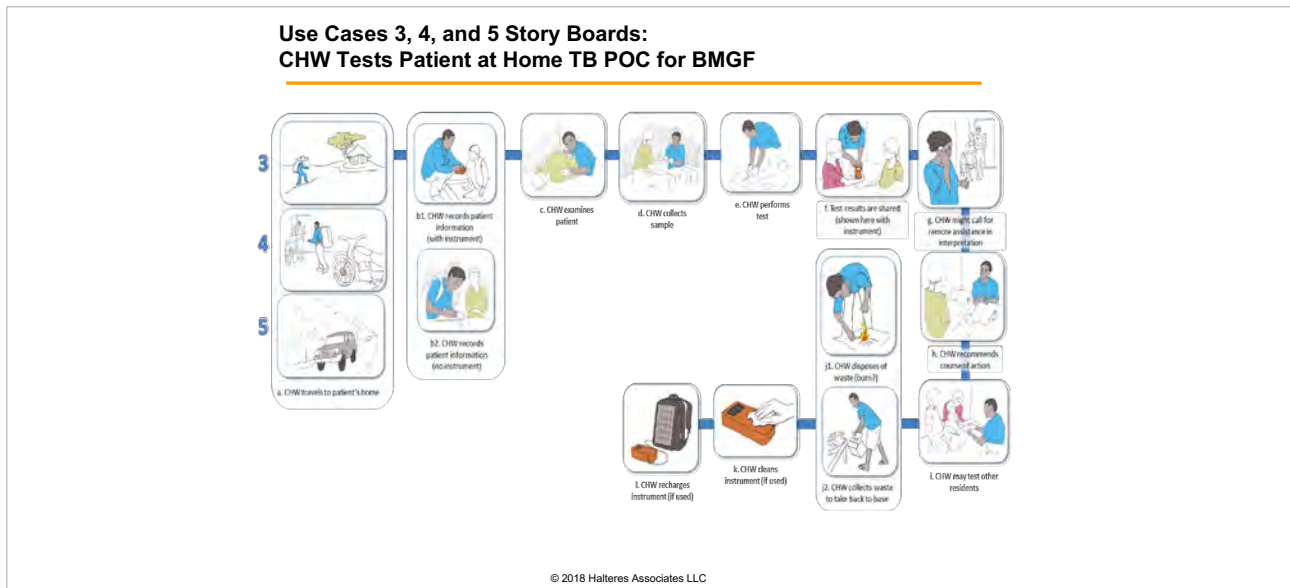 Use Cases 3, 4, and 5 Story Boards:
CHW Tests Patient at Home TB POC for BMGF
3
4
5
a. CHW travels to patient's home
b1. CHW records patient
information
(with instrument)
b2. CHW records
patient information
(no instrument)
c. CHW examines
patient
d. CHW collects
sample
e. CHW performs
test
f. Test results are shared
(shown here with
instrument)
g. CHW might call for
remote assistance in
interpretation
h. CHW recommends
course of action
i. CHW may test other
residents
j1. CHW disposes of
waste (burn?)
j2. CHW collects waste
to take back to base
k. CHW cleans
instrument (if used)
l. CHW recharges
instrument (if used)
© 2018 Halteres Associates LLC